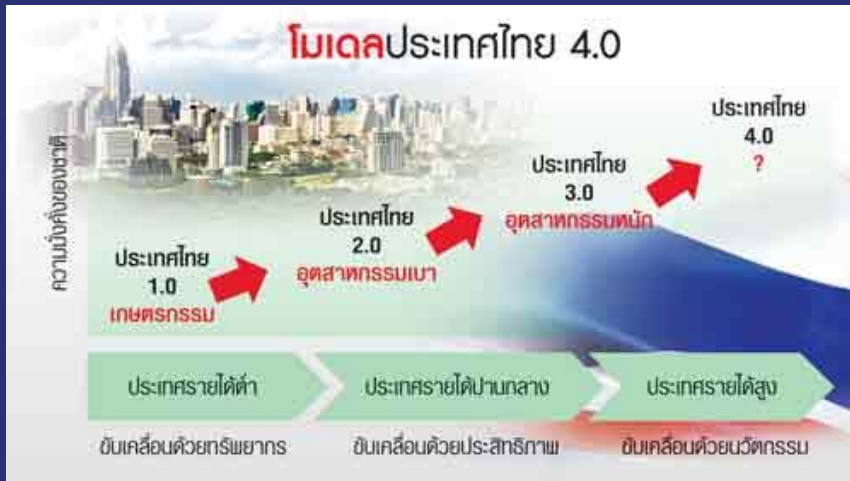 โมเดลประเทศไทย 4.0
ความมั่งคั่งของชาติ
ประเทศไทย
1.0
เกษตรกรรม
ประเทศไทย
2.0
อุตสาหกรรมเบา
ประเทศไทย
3.0
อุตสาหกรรมหนัก
ประเทศไทย
4.0
?
ประเทศรายได้ต่ำ
ประเทศรายได้ปานกลาง
ประเทศรายได้สูง
ขับเคลื่อนด้วยทรัพยากร
ขับเคลื่อนด้วยประสิทธิภาพ
ขับเคลื่อนด้วยนวัตกรรม